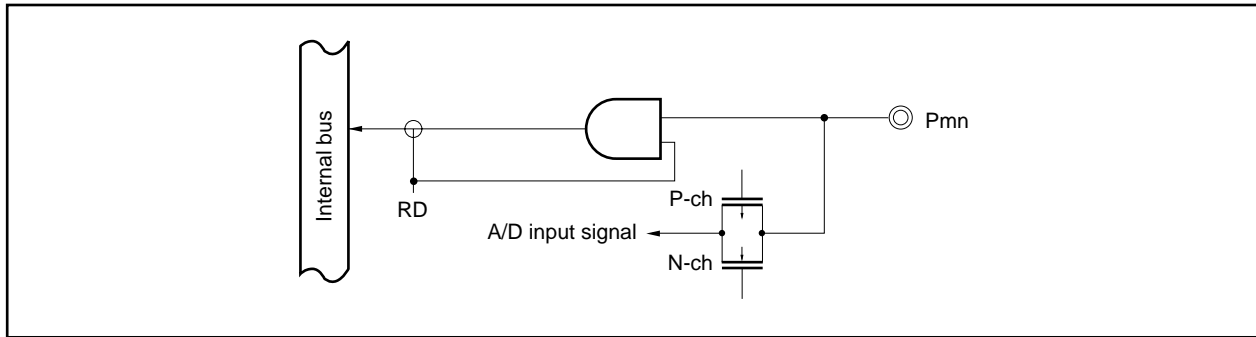 Internal bus
Pmn
P-ch
RD
A/D input signal
N-ch